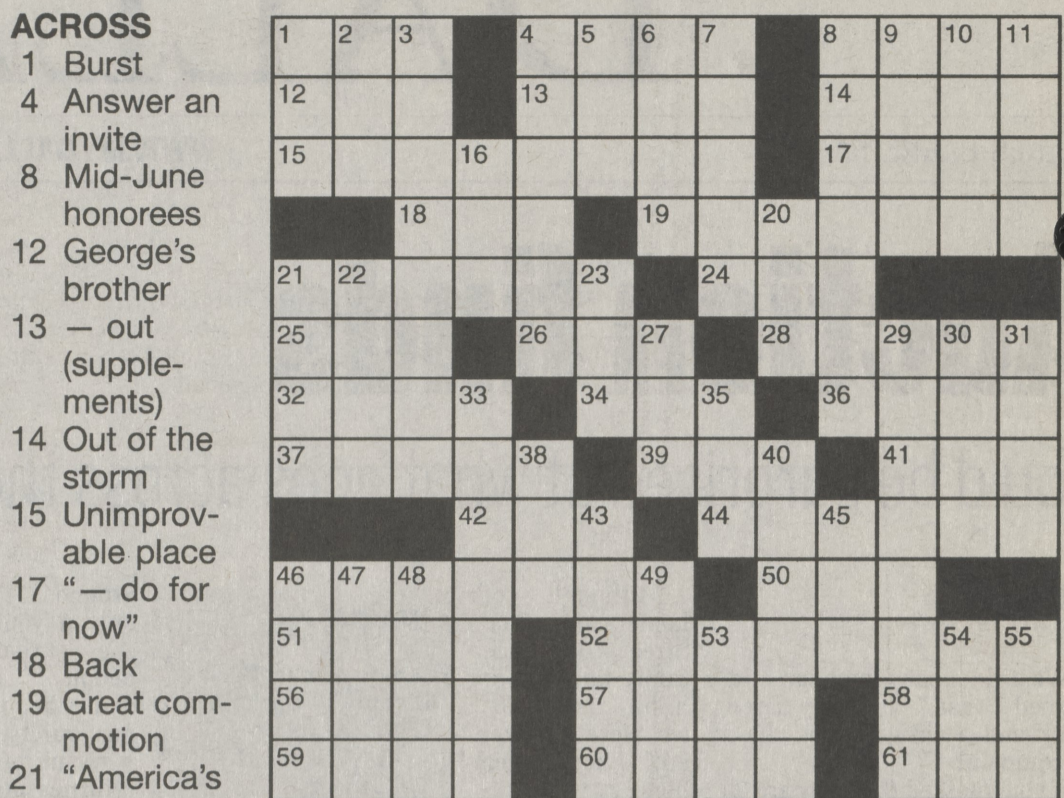 ACROSS
1 Burst
4 Answer an
invite
8 Mid-June
honorees
12 George's
brother
13 — out
(supple-
ments)
14 Out of the
storm
15 Unimprov-
able place
17 "— do for
now"
18 Back
19 Great com-
motion
21 "America's
1 2 3 4 5 6 7 8 9 10 11
12 13 14
15 16 17
18 19 20
21 22 23 24
25 26 27 28 29 30 31
32 33 34 35 36
37 38 39 40 41
42 43 44 45
46 47 48 49 50
51 52 53 54 55
56 57 58
59 60 61